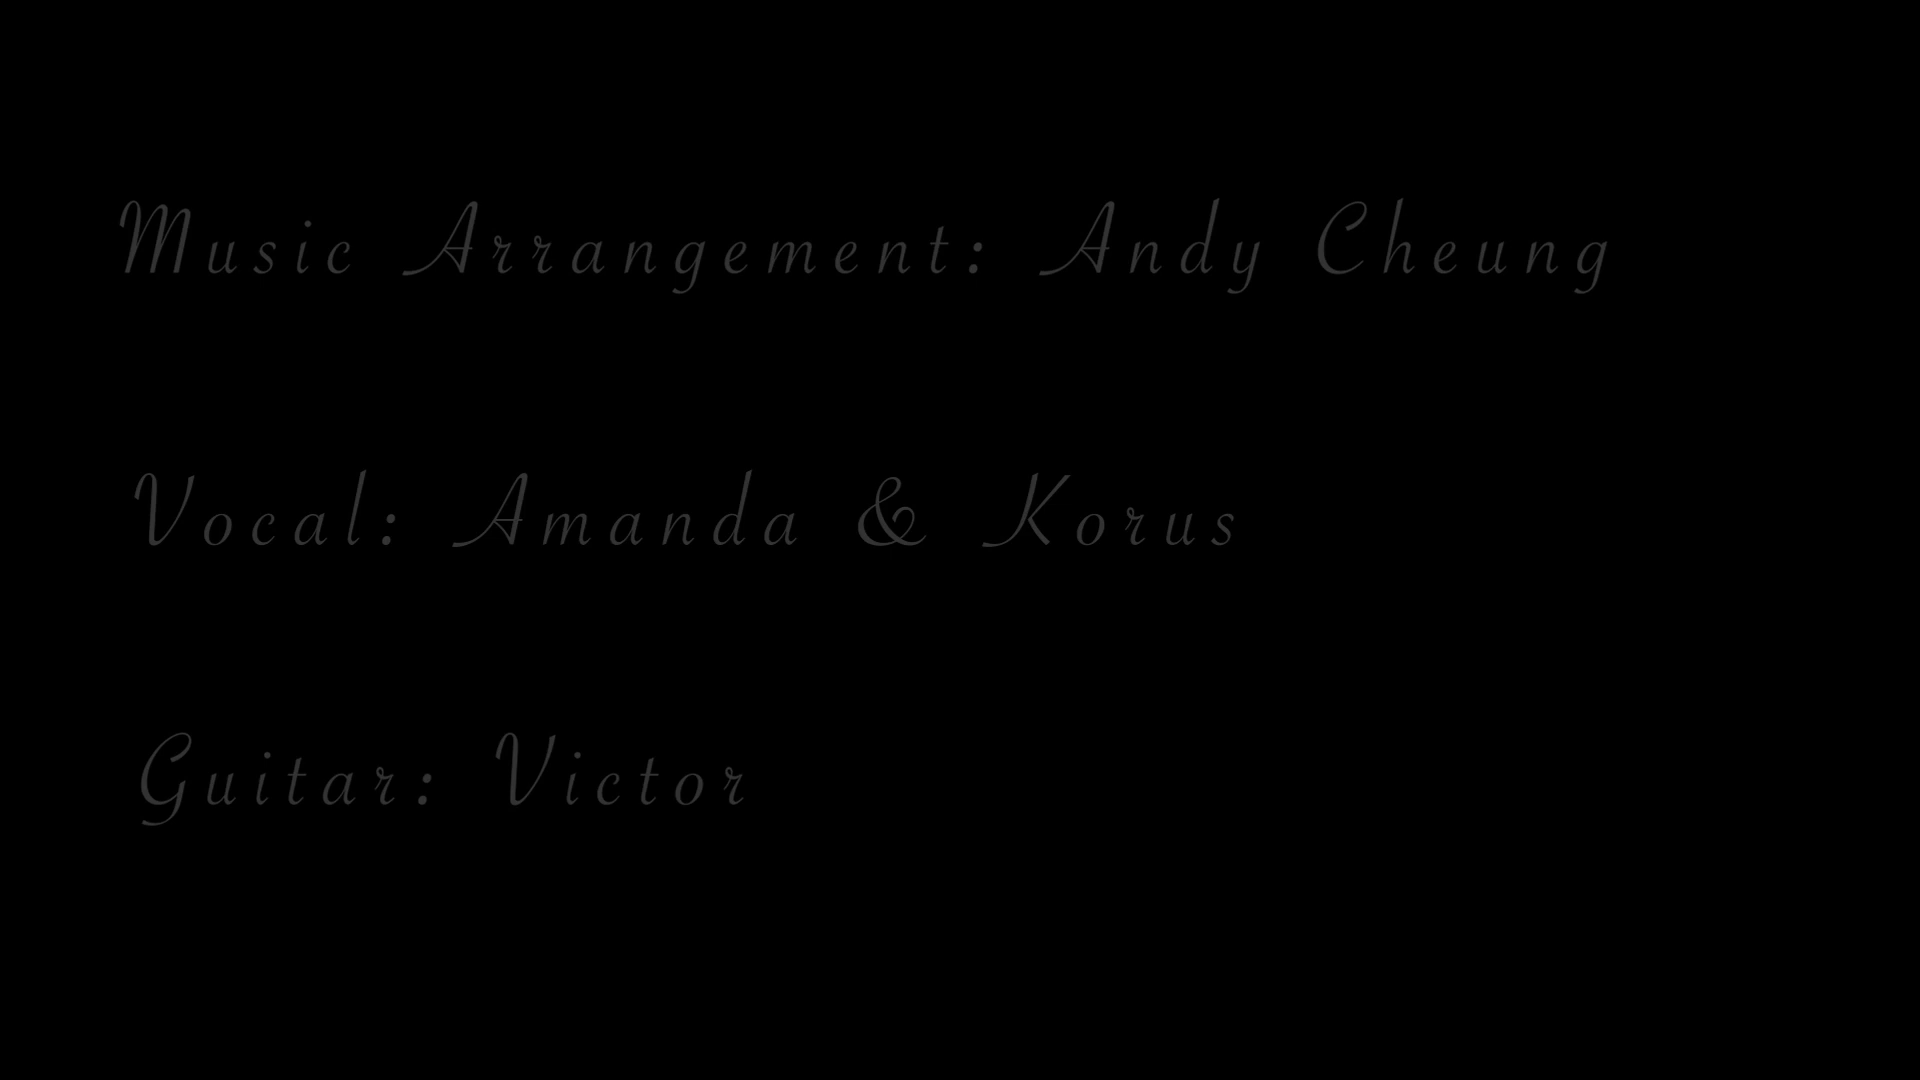 Music Arrangement: Andy Cheung
Vocal: Amanda & Korus
Guitar: Victor